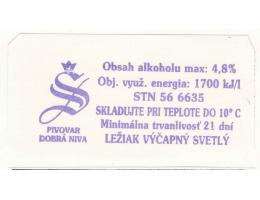 Obsah alkoholu max: 4,8%
Obj. využ. energia: 1700 kJ/l
STN 56 6635
SKLADUJTE PRI TEPLOTE DO 10° C
Minimálna trvanlivosť 21 dní
LEŽIAK VÝČAPNÝ SVETLÝ
S
PIVOVAR
DOBRÁ NIVA